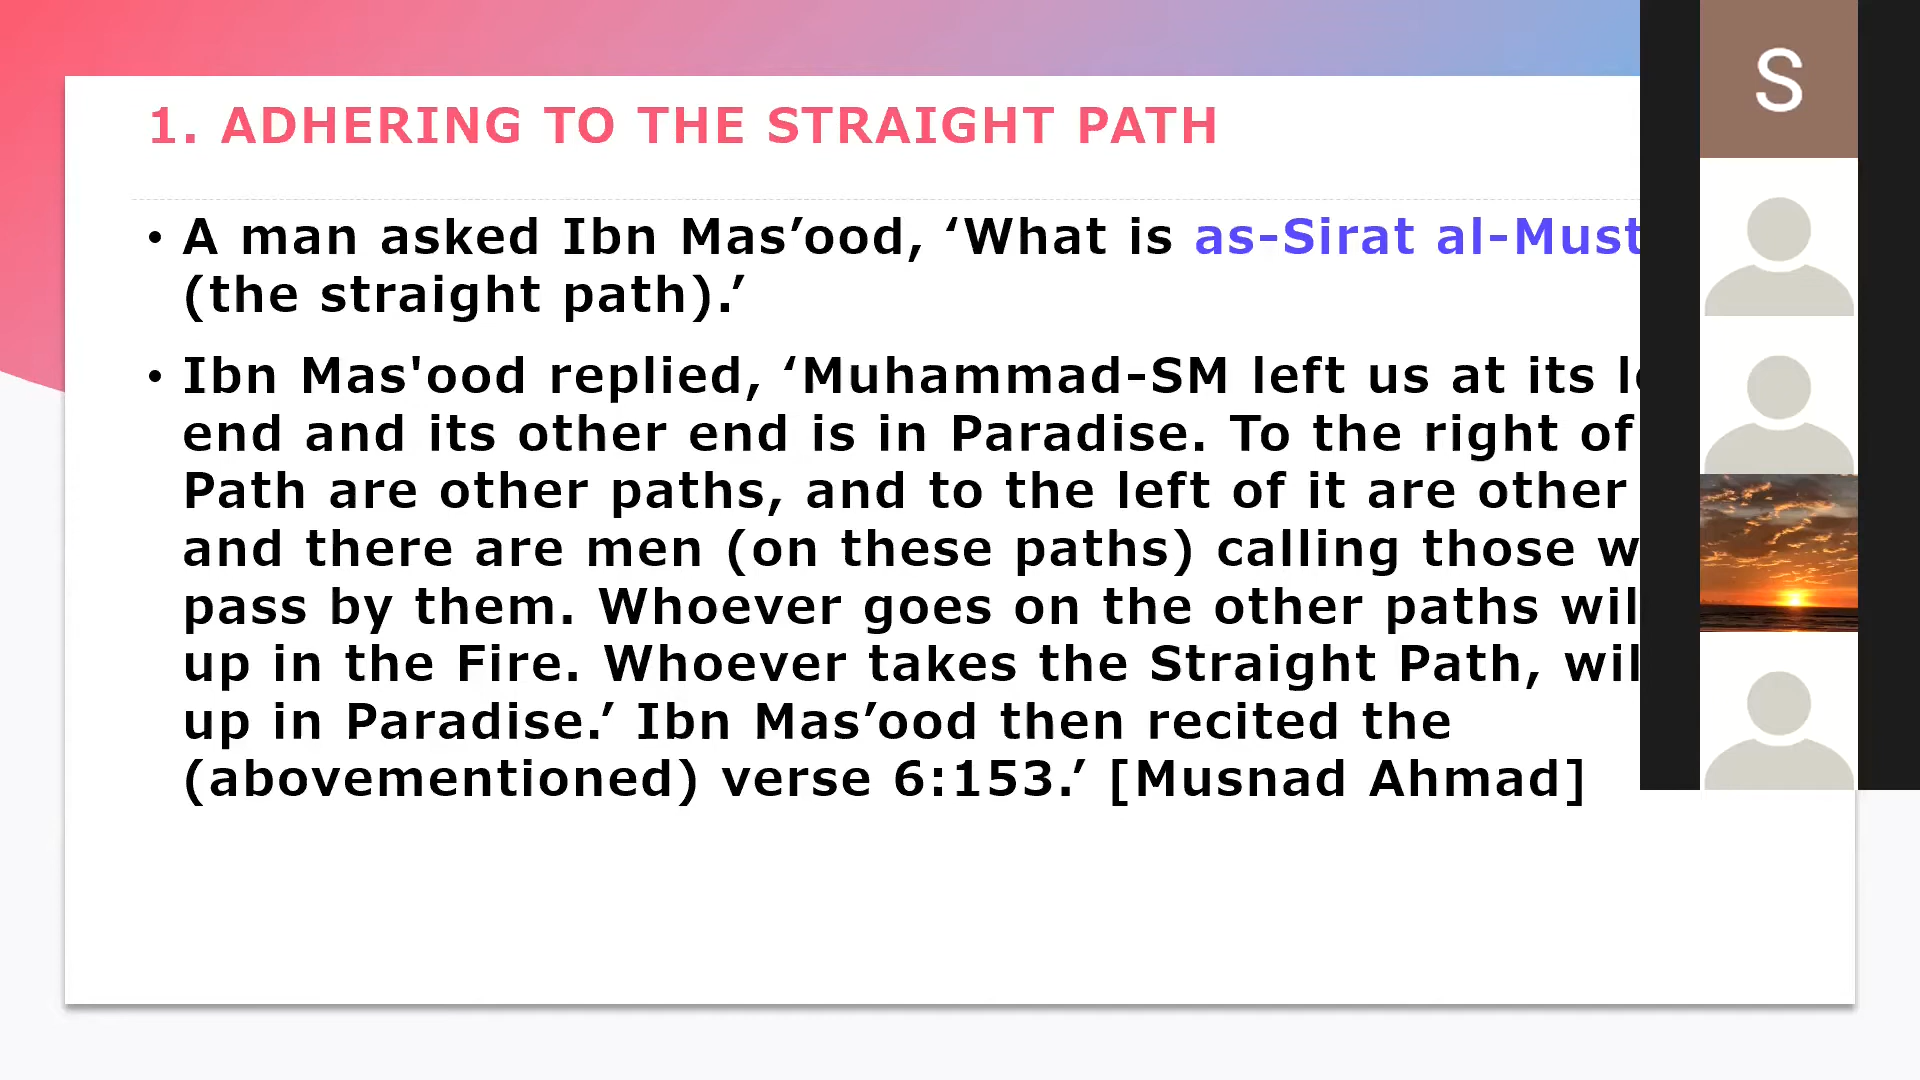 1. ADHERING TO THE STRAIGHT PATH
• A man asked Ibn Mas’ood, ‘What is as-Sirat
(the straight path).’
• Ibn Mas'ood replied, ‘Muhammad-SM left us at its
end and its other end is in Paradise. To the right of
Path are other paths, and to the left of it are other
and there are men (on these paths) calling those
pass by them. Whoever goes on the other paths
up in the Fire. Whoever takes the Straight Path,
up in Paradise.’ Ibn Mas’ood then recited the
(abovementioned) verse 6:153.’ [Musnad Ahmad]
S